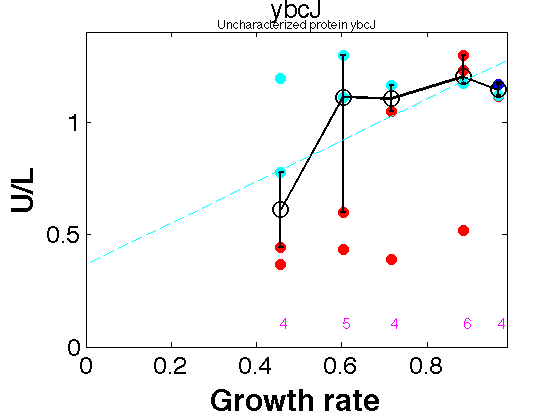 ybcJ
Uncharacterized protein ybcJ
U/L
1
0.5
0
4 5 4 6 4
0 0.2 0.4 0.6 0.8
Growth rate